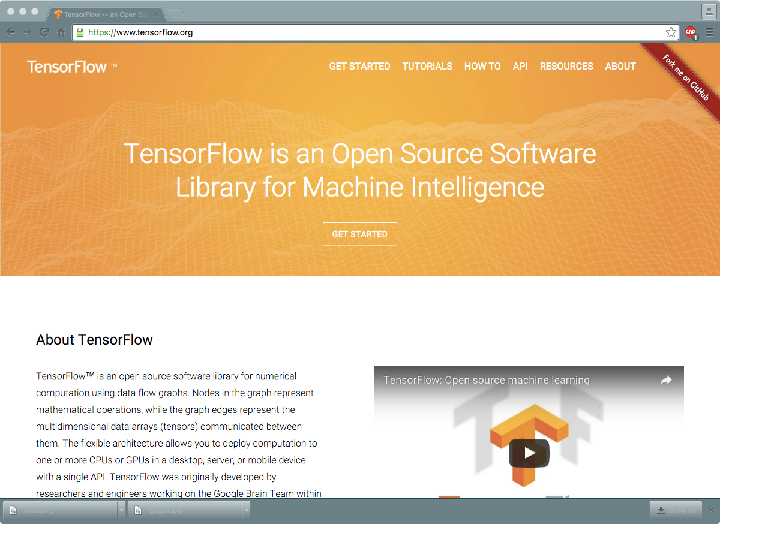 TensorFlow -- an Open Sou
https://www.tensorflow.org
ABP
1
TensorFlow ™
GET STARTED TUTORIALS HOW TO API RESOURCES ABOUT
Fork me on GitHub
TensorFlow is an Open Source Software
Library for Machine Intelligence
GET STARTED
About TensorFlow
TensorFlow™ is an open source software library for numerical
computation using data flow graphs. Nodes in the graph represent
mathematical operations, while the graph edges represent the
multidimensional data arrays (tensors) communicated between
them. The flexible architecture allows you to deploy computation to
one or more CPUs or GPUs in a desktop, server, or mobile device
with a single API. TensorFlow was originally developed by
researchers and engineers working on the Google Brain Team within
TensorFlow: Open source machine learning